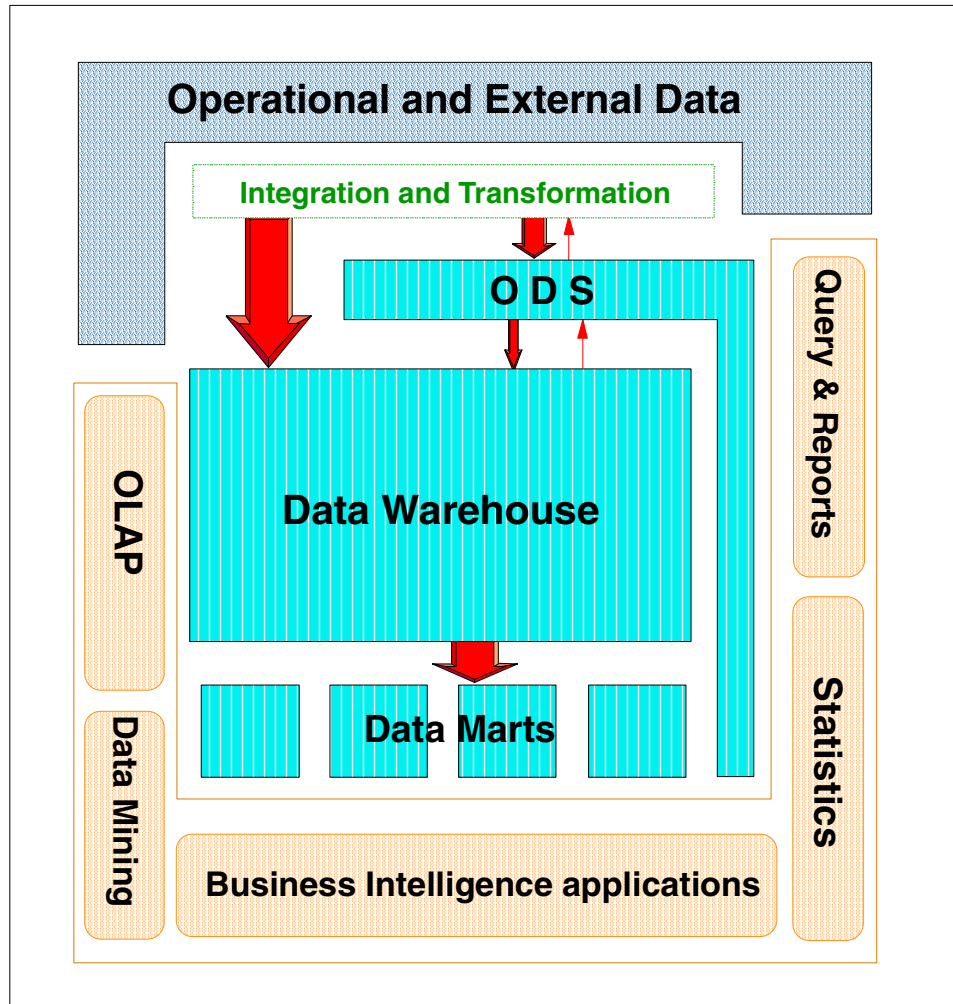 Operational and External Data
Integration and Transformation
O D S
Query & Reports
OLAP
Data Warehouse
Statistics
Data Marts
Data Mining
Business Intelligence applications